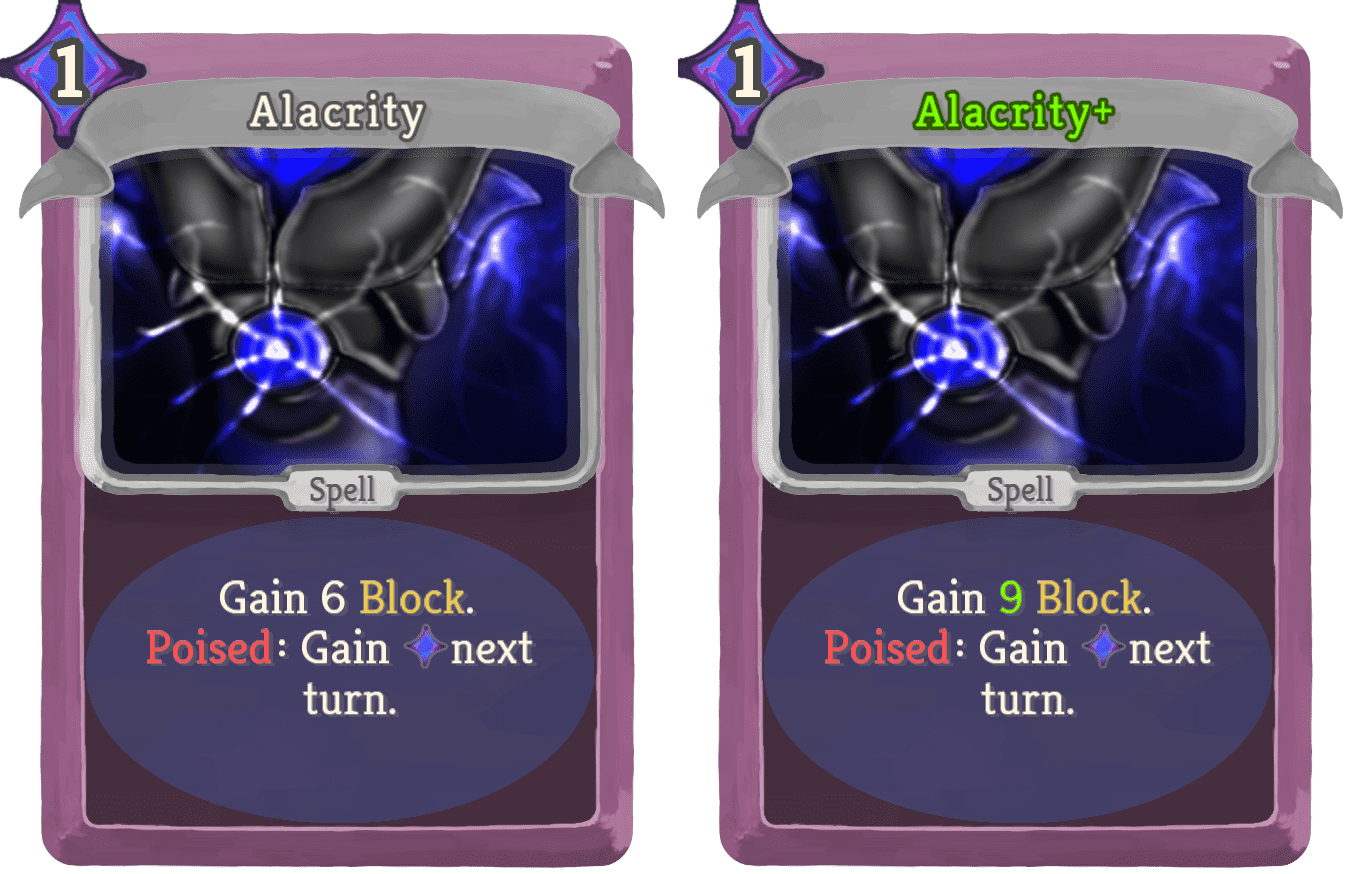 1
Alacrity
Spell
Gain 6 Block.
Poised: Gain next
turn.
1
Alacrity+
Spell
Gain 9 Block.
Poised: Gain next
turn.